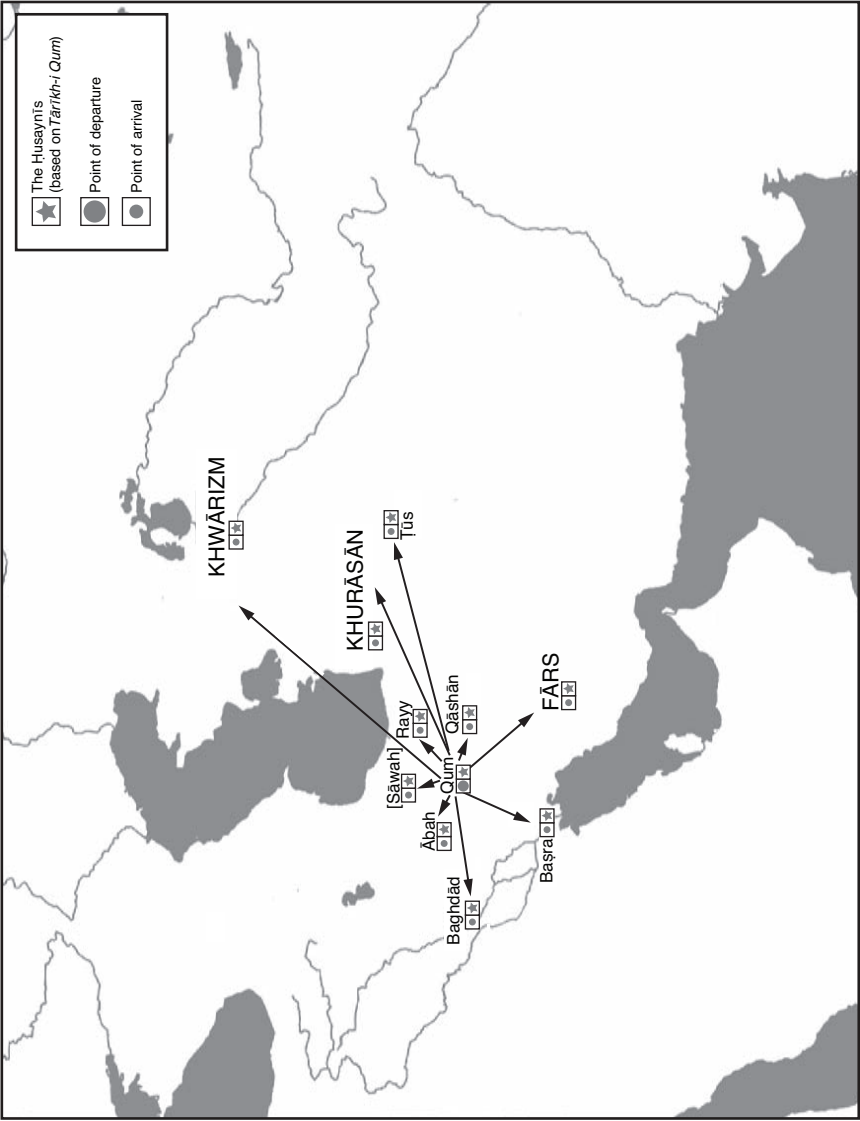 The Ḥusaynīs
(based on Tārīkh-i Qum)
Point of departure
Point of arrival
KHWĀRIZM
KHURĀSĀN
Ṭūs
Rayy
Qāshān
[Sāwah]
Qum
FĀRS
Ābah
Baghdād
Baṣra